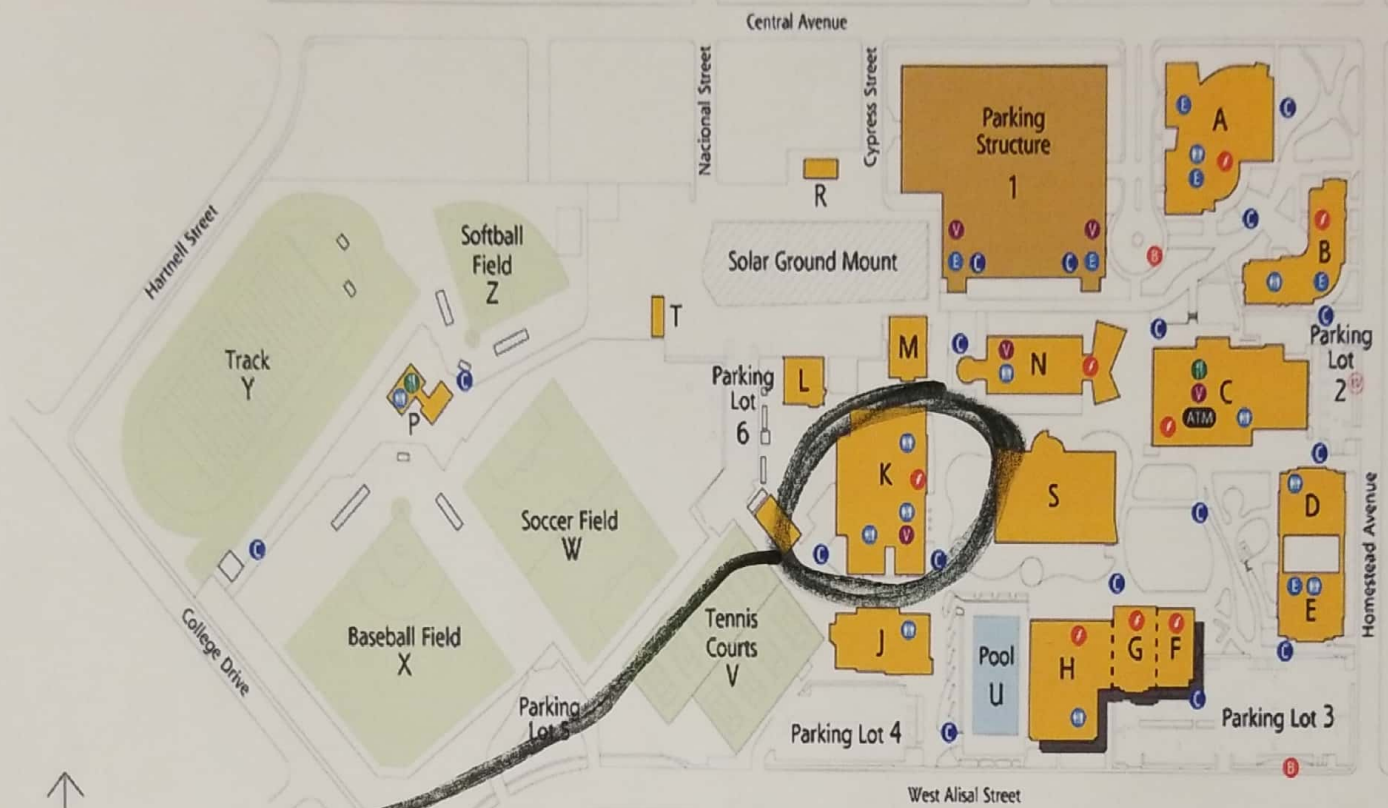 Central Avenue
Nacional Street
Cypress Street
Hartnell Street
Parking
Structure
1
A
B
R
Softball
Field
Z
Solar Ground Mount
T
Track
Y
P
Parking
Lot
6
L
M
N
C
ATM
Parking
Lot
2
K
S
D
E
Homestead Avenue
Soccer Field
W
Baseball Field
X
College Drive
Tennis
Courts
V
J
Pool
U
H
G
F
Parking
Lot 5
Parking Lot 4
Parking Lot 3
West Alisal Street
E
E
C
C
V
V
E
C
C
E
B
E
C
C
C
V
C
V
C
C
V
C
C
C
C
E
C
C
C
C
B